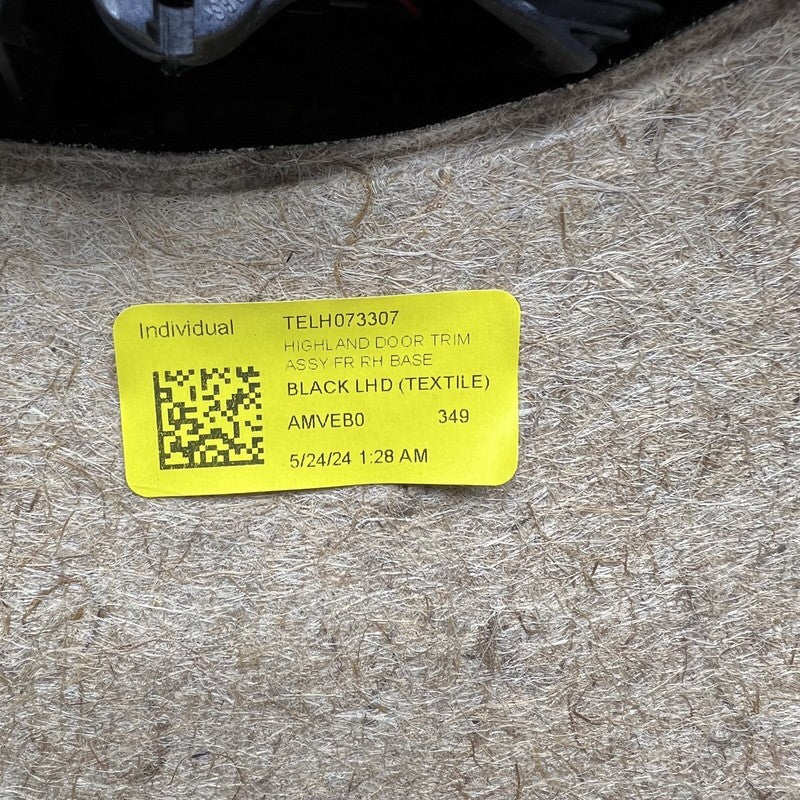 Individual TELH073307
HIGHLAND DOOR TRIM
ASSY FR RH BASE
BLACK LHD (TEXTILE)
AMVEB0 349
5/24/24 1:28 AM